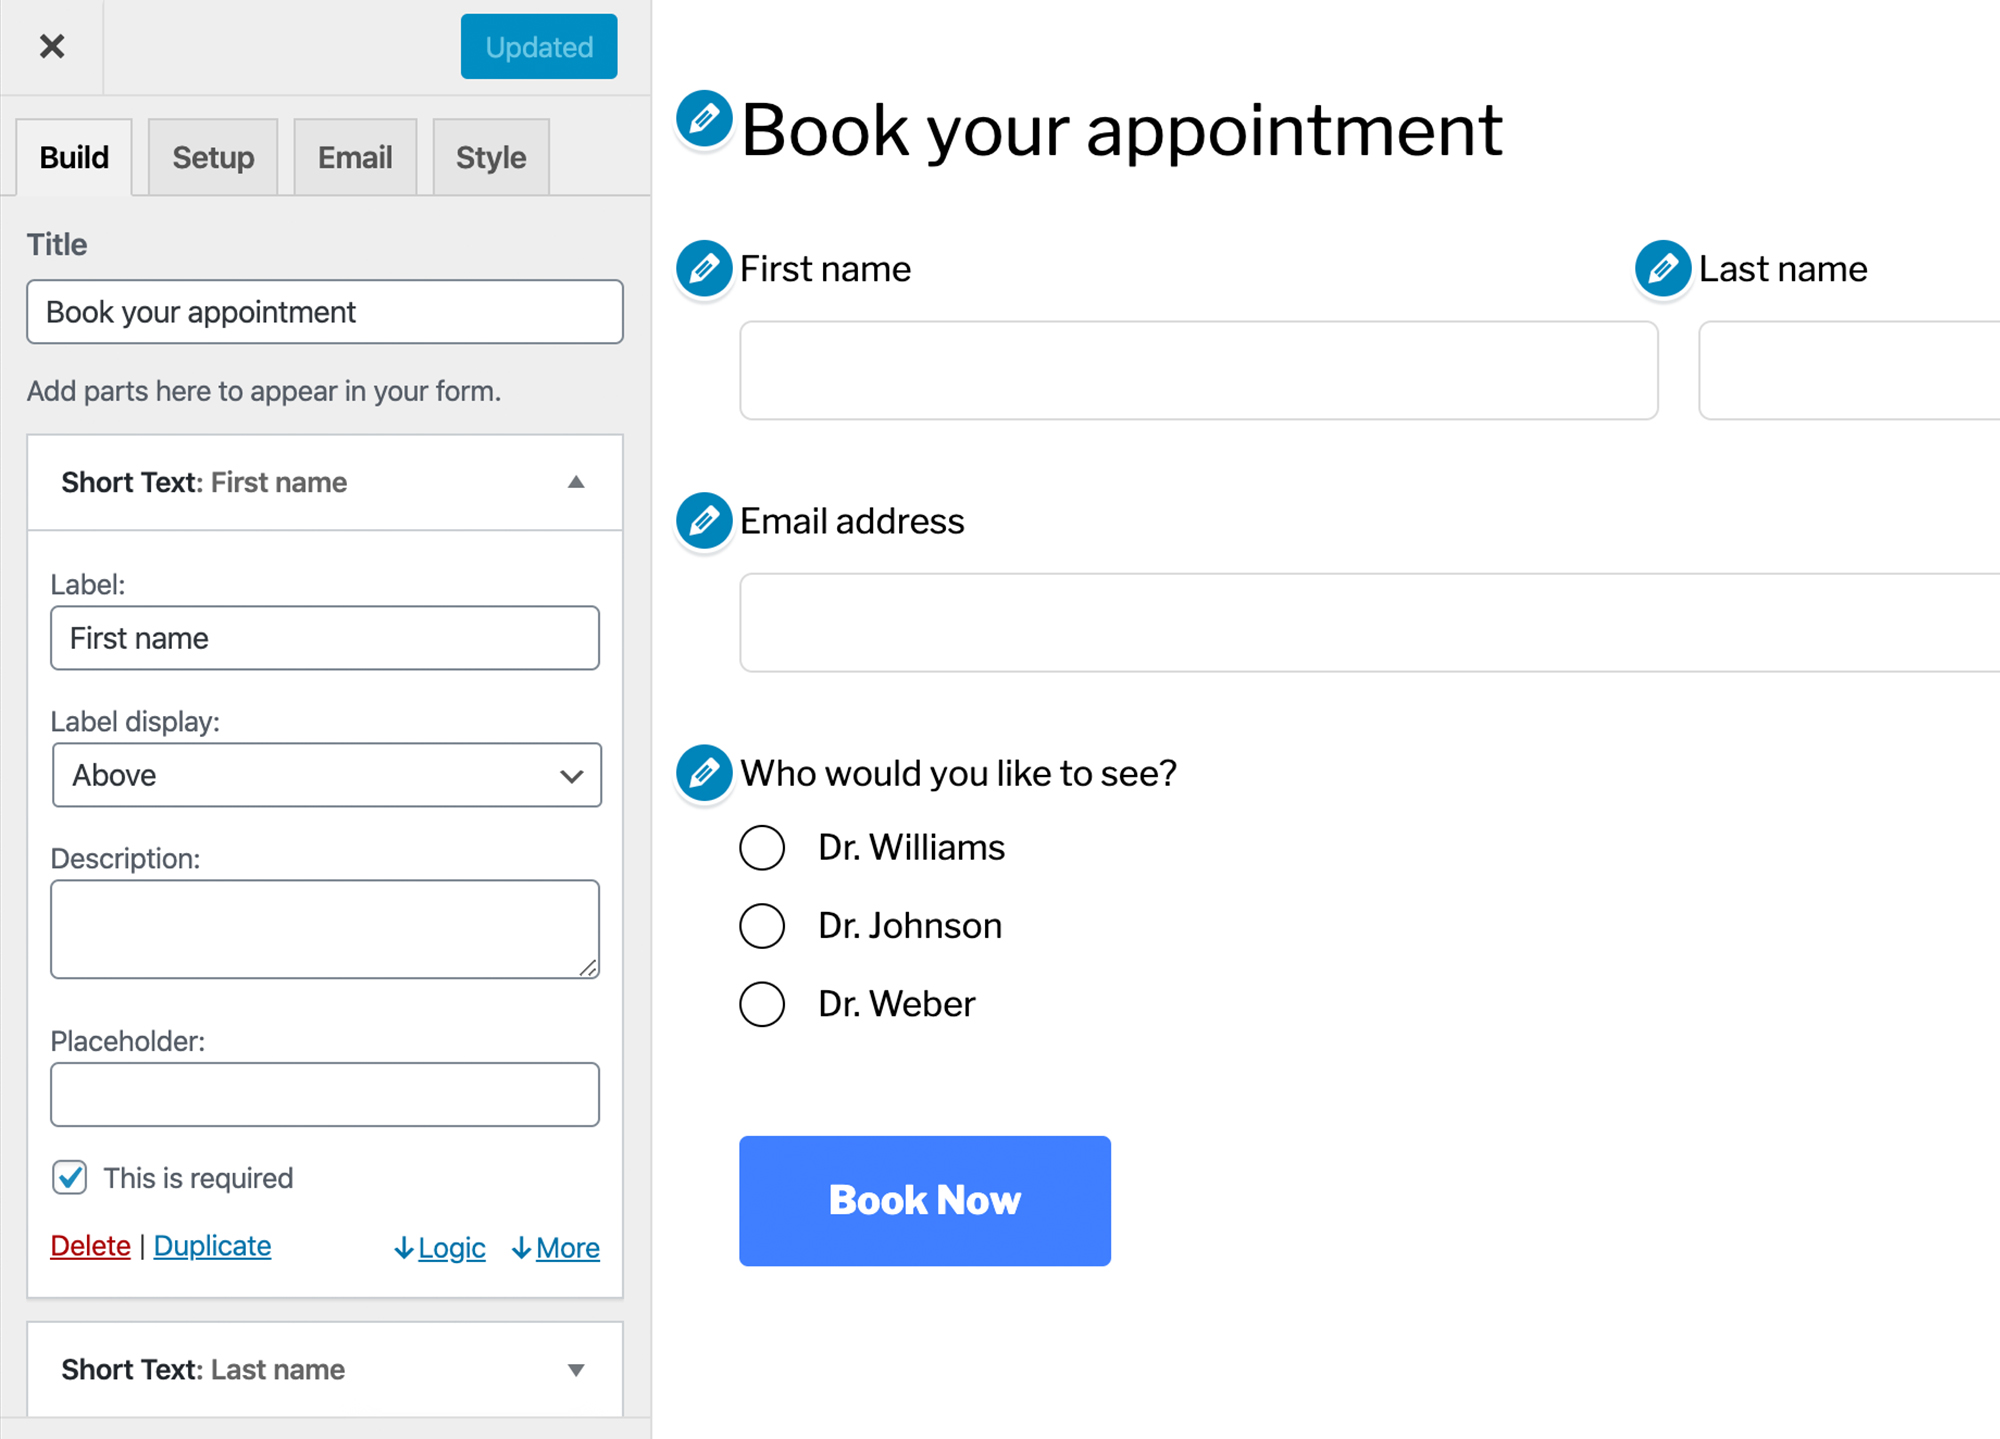 Updated
Build Setup Email Style
Title
Book your appointment
Add parts here to appear in your form.
Short Text: First name
Label:
First name
Label display:
Above
Description:
Placeholder:
This is required
Delete | Duplicate
Logic
More
Short Text: Last name
Book your appointment
First name
Last name
Email address
Who would you like to see?
Dr. Williams
Dr. Johnson
Dr. Weber
Book Now